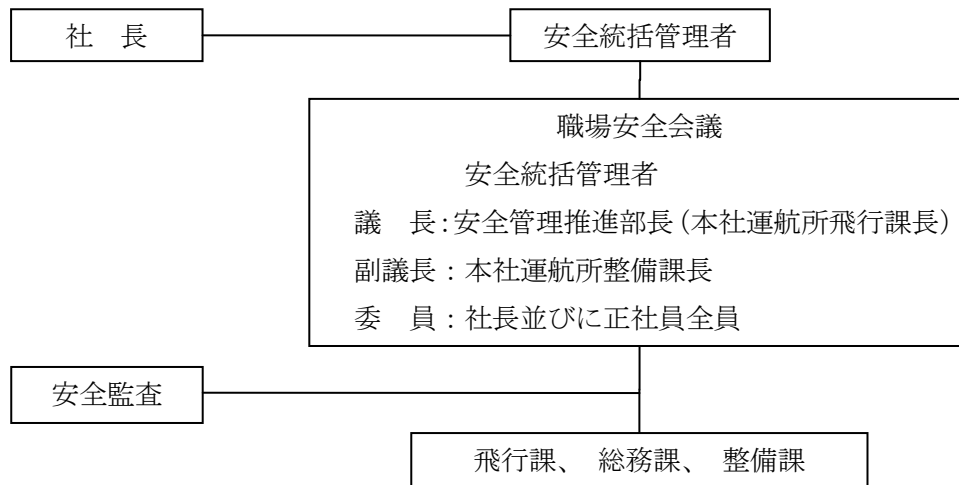 社　長
安全統括管理者
職場安全会議
安全統括管理者
議　長：安全管理推進部長（本社運航所飛行課長）
副議長：本社運航所整備課長
委　員：社長並びに正社員全員
安全監査
飛行課、 総務課、 整備課